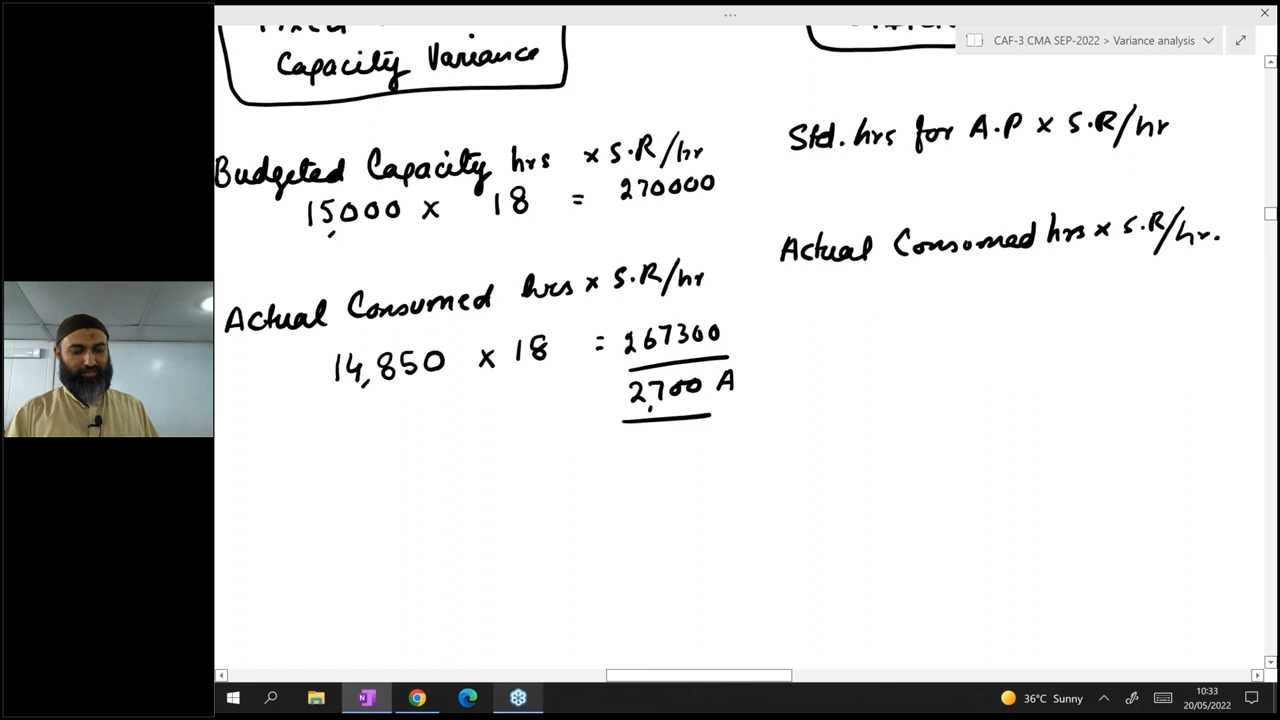 CAF-3 CMA SEP-2022 > Variance analysis
Capacity Variance
Budgeted Capacity hrs x S.R/hr
15,000 x 18 = 270000
Actual Consumed hrs x S.R/hr
14,850 x 18 = 267300
2,700 A
Std. hrs for A.P x S.R/hr
Actual Consumed hrs x S.R/hr.
36°C Sunny
10:33
20/05/2022